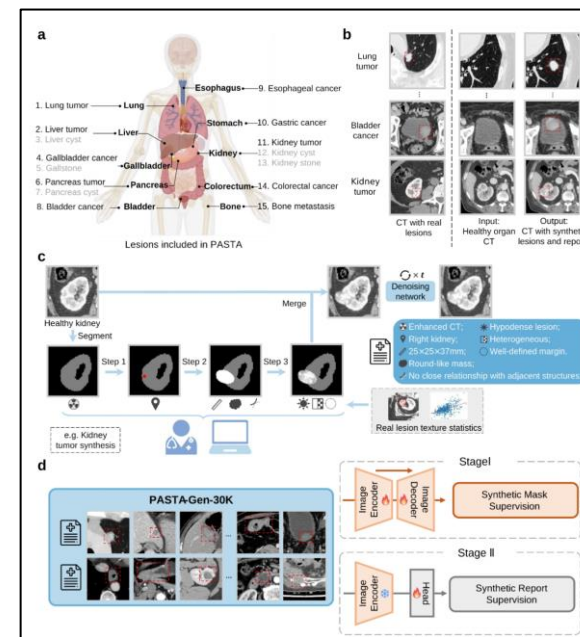 a
Esophagus
9. Esophageal cancer
1. Lung tumor
Lung
Stomach
10. Gastric cancer
2. Liver tumor
3. Liver cyst
Liver
11. Kidney tumor
12. Kidney cyst
13. Kidney stone
Kidney
4. Gallbladder cancer
5. Gallstone
Gallbladder
6. Pancreas tumor
7. Pancreas cyst
Pancreas
Colorectum
14. Colorectal cancer
8. Bladder cancer
Bladder
Bone
15. Bone metastasis
Lesions included in PASTA
b
Lung
tumor
Bladder
cancer
Kidney
tumor
CT with real
lesions
Input:
Healthy organ
CT
Output:
CT with synthe
lesions and repo
c
Healthy kidney
Segment
Merge
× t
Denoising
network
Step 1
Step 2
Step 3
Enhanced CT;
Right kidney;
25×25×37mm;
Round-like mass;
No close relationship with adjacent structures;
Hypodense lesion;
Heterogeneous;
Well-defined margin.
e.g. Kidney
tumor synthesis
Real lesion texture statistics
d
PASTA-Gen-30K
StageⅠ
Image
Encoder
Image
Decoder
Synthetic Mask
Supervision
Stage Ⅱ
Image
Encoder
Head
Synthetic Report
Supervision